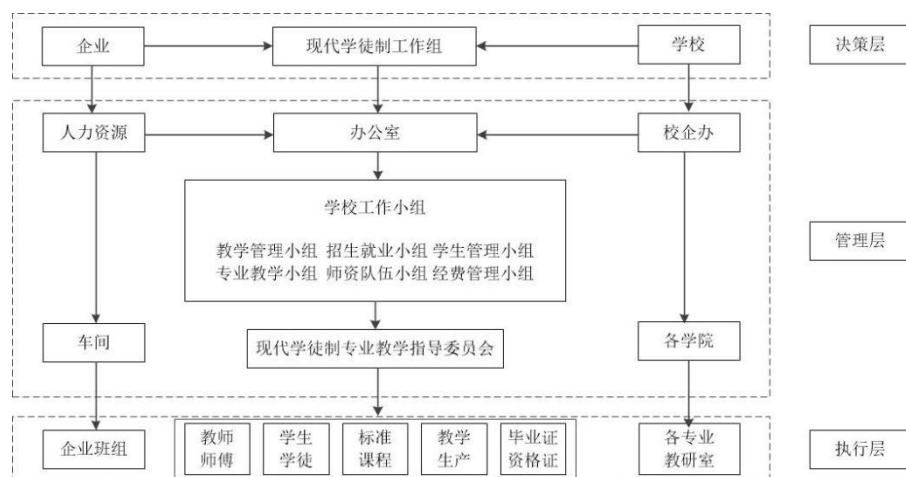 企业
现代学徒制工作组
学校
决策层
人力资源
办公室
校企办
学校工作小组
教学管理小组 招生就业小组 学生管理小组
专业教学小组 师资队伍小组 经费管理小组
管理层
车间
现代学徒制专业教学指导委员会
各学院
企业班组
教师
师傅
学生
学徒
标准
课程
教学
生产
毕业证
资格证
各专业
教研室
执行层